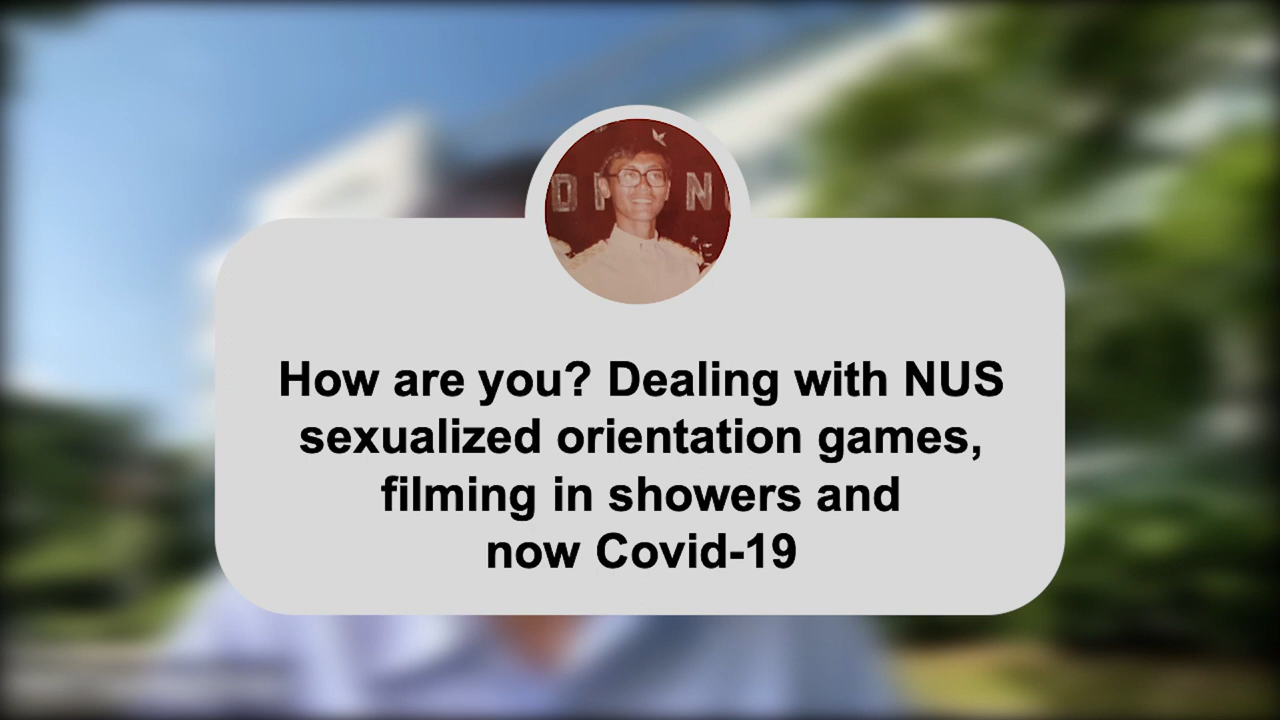 How are you? Dealing with NUS
sexualized orientation games,
filming in showers and
now Covid-19